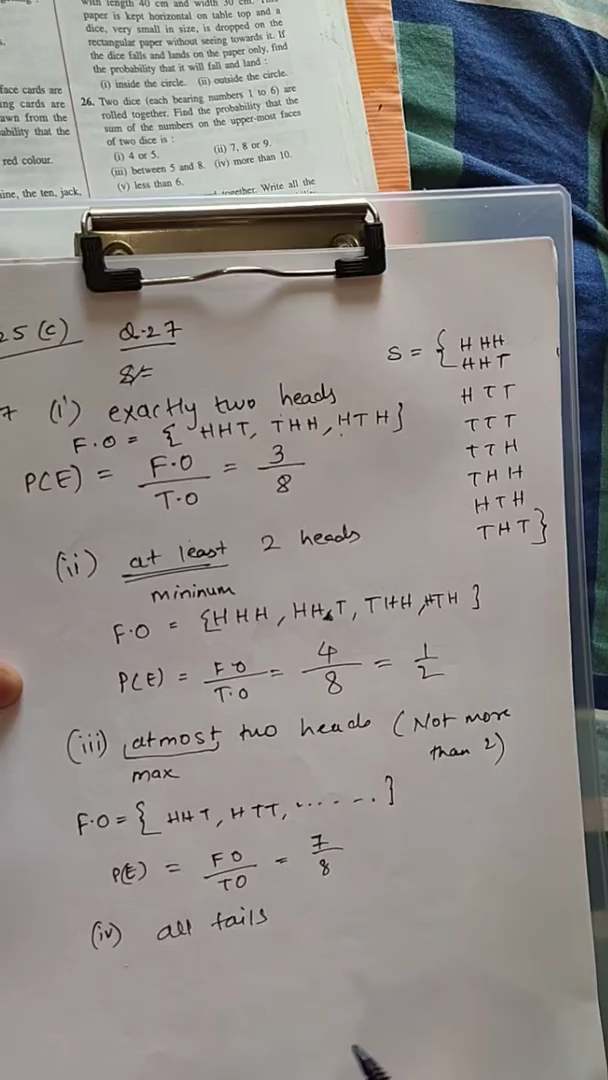 with length 40 cm and width 30 cm.
paper is kept horizontal on table top and a
dice, very small in size, is dropped on the
rectangular paper without seeing towards it. If
the dice falls and lands on the paper only, find
the probability that it will fall and land :
(i) inside the circle. (ii) outside the circle.
26. Two dice (each bearing numbers 1 to 6) are
rolled together. Find the probability that the
sum of the numbers on the upper-most faces
of two dice is :
(i) 4 or 5. (ii) 7, 8 or 9.
(iii) between 5 and 8. (iv) more than 10.
(v) less than 6.
together. Write all the
face cards are
ing cards are
awn from the
ability that the
red colour.
ine, the ten, jack,
25 (c) Q.27
7 (i) exactly two heads
F.O = { HHT, THH, HTH}
P(E) = F.O / T.O = 3 / 8
(ii) at least 2 heads
mininum
F.O = {HHH, HHT, THH, HTH }
P(E) = F.O / T.O = 4 / 8 = 1 / 2
(iii) atmost two heads (Not more
than 2)
max
F.O = { HHT, HTT, ...... }
P(E) = FO / TO = 7 / 8
(iv) all tails
S = { HHH
HHT
HTT
TTT
TTH
THH
HTH
THT }